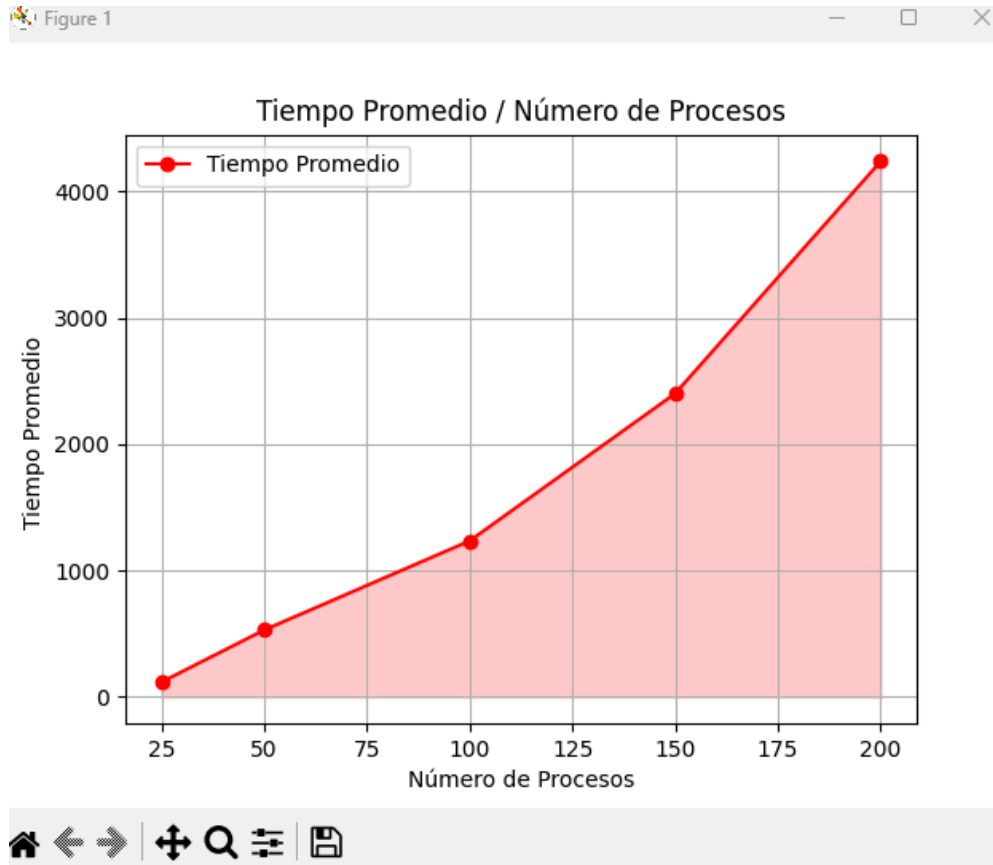 Figure 1
Tiempo Promedio / Número de Procesos
Tiempo Promedio
4000
3000
2000
1000
0
Tiempo Promedio
25 50 75 100 125 150 175 200
Número de Procesos